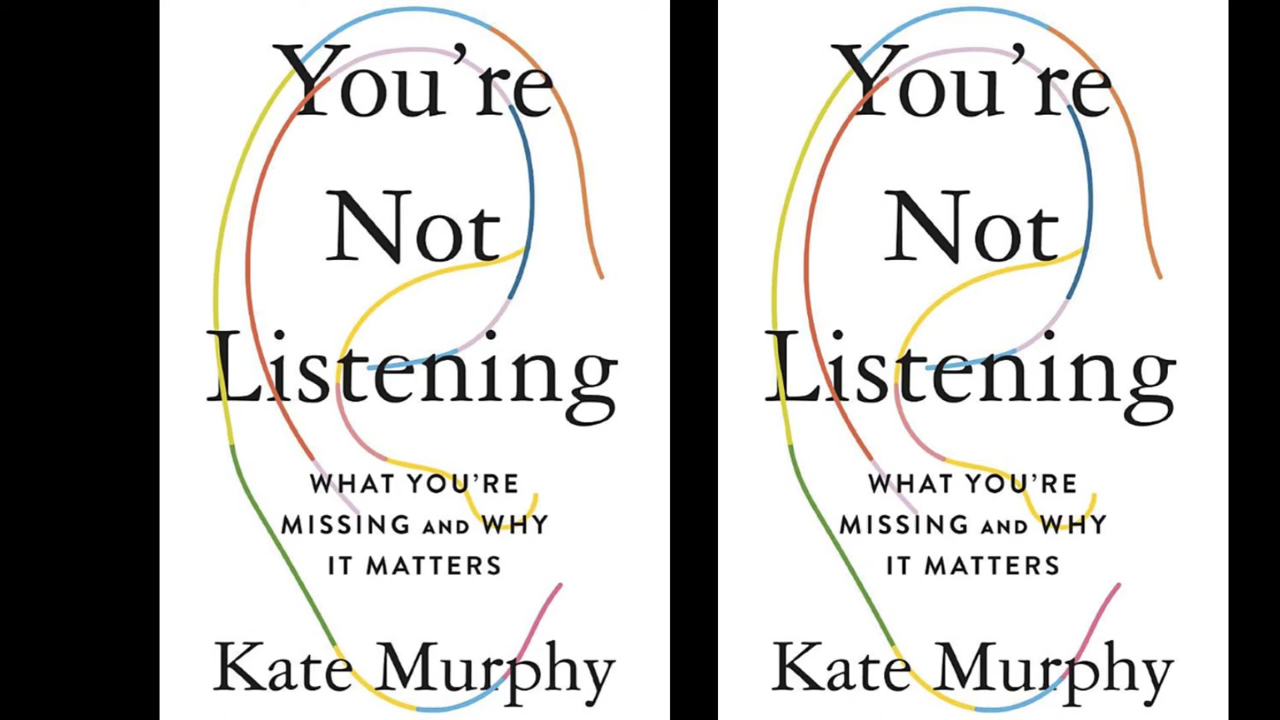 You're
Not
Listening
WHAT YOU'RE
MISSING AND WHY
IT MATTERS
Kate Murphy
You're
Not
Listening
WHAT YOU'RE
MISSING AND WHY
IT MATTERS
Kate Murphy